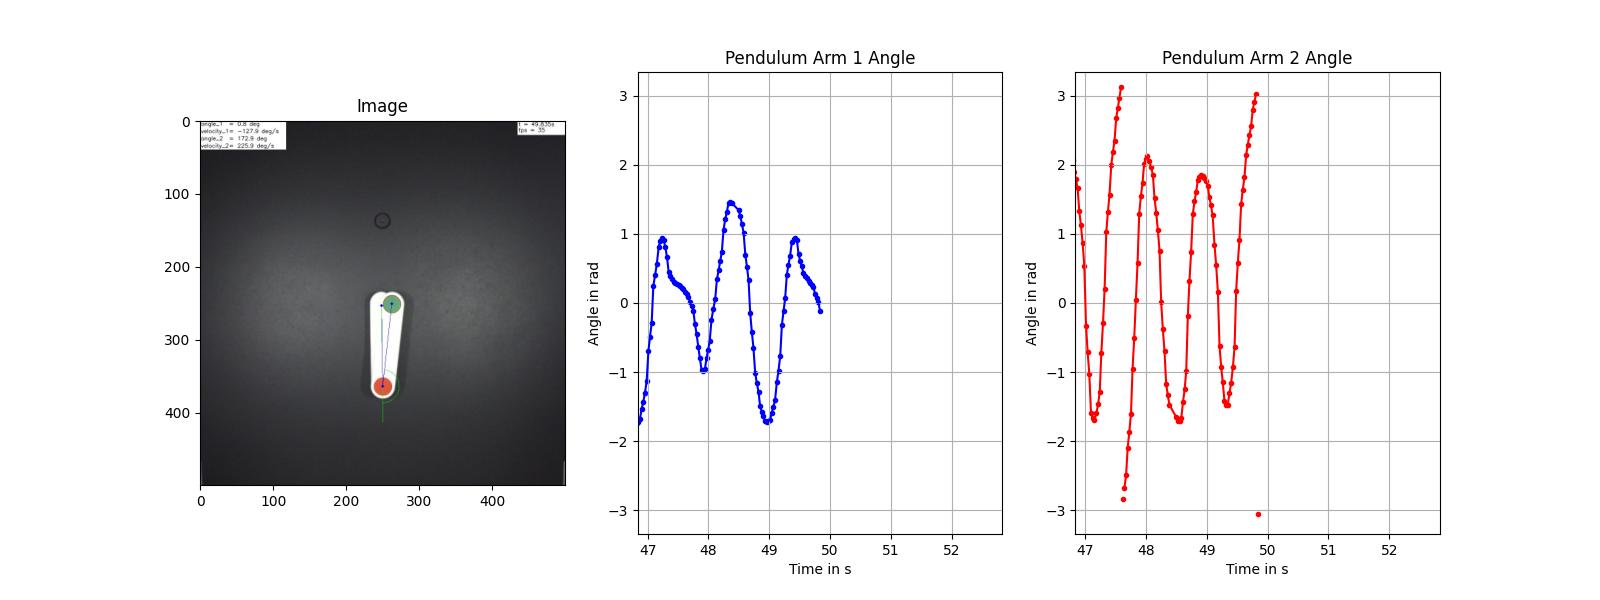 Image
angle_1 = 0.8 deg
velocity_1= -127.9 deg/s
angle_2 = 172.9 deg
velocity_2= 225.9 deg/s
t = 49.835s
fps = 35
0
100
200
300
400
0 100 200 300 400
Pendulum Arm 1 Angle
Angle in rad
3
2
1
0
−1
−2
−3
47 48 49 50 51 52
Time in s
Pendulum Arm 2 Angle
Angle in rad
3
2
1
0
−1
−2
−3
47 48 49 50 51 52
Time in s